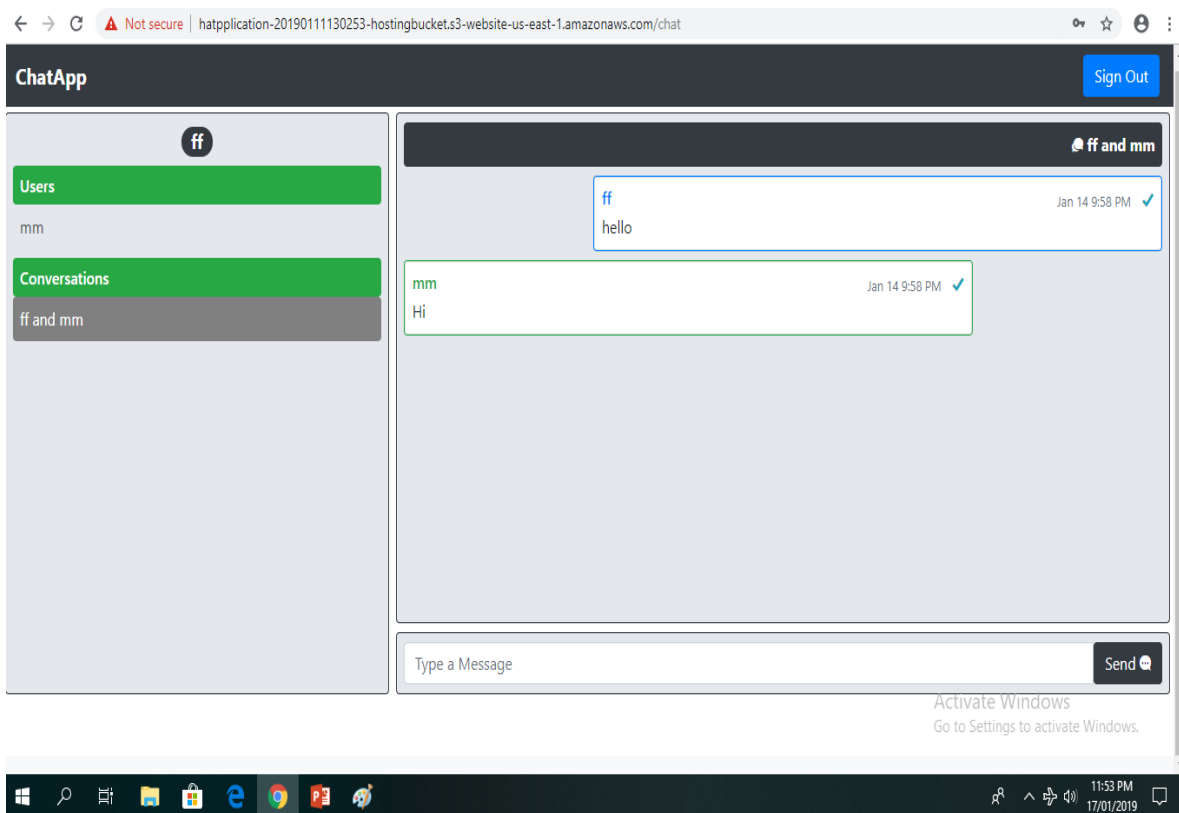 Not secure | hatpplication-20190111130253-hostingbucket.s3-website-us-east-1.amazonaws.com/chat
ChatApp
Sign Out
ff
Users
mm
Conversations
ff and mm
ff and mm
ff
Jan 14 9:58 PM
hello
mm
Jan 14 9:58 PM
Hi
Type a Message
Send
Activate Windows
Go to Settings to activate Windows.
11:53 PM
17/01/2019